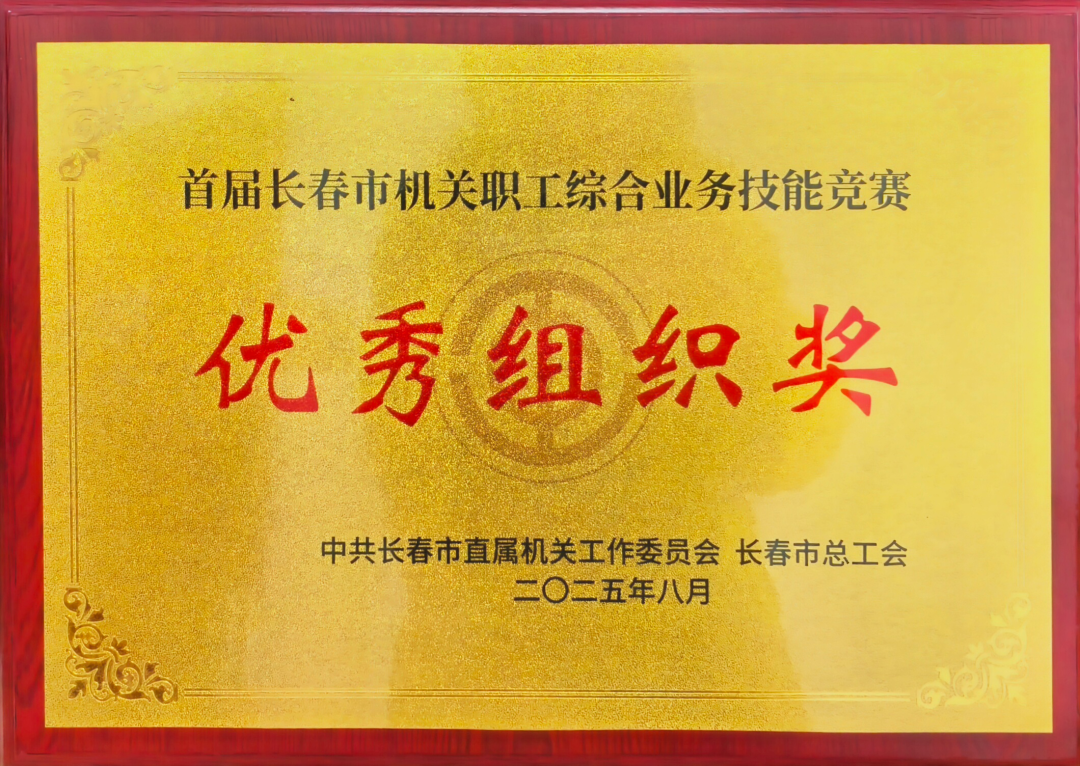 首届长春市机关职工综合业务技能竞赛
优秀组织奖
中共长春市直属机关工作委员会 长春市总工会
二〇二五年八月